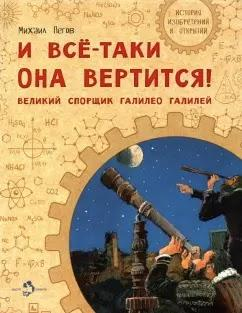 Михаил Пегов
ИСТОРИЯ
ИЗОБРЕТЕНИЙ
И ОТКРЫТИЙ
И ВСЁ-ТАКИ
ОНА ВЕРТИТСЯ!
ВЕЛИКИЙ СПОРЩИК ГАЛИЛЕО ГАЛИЛЕЙ